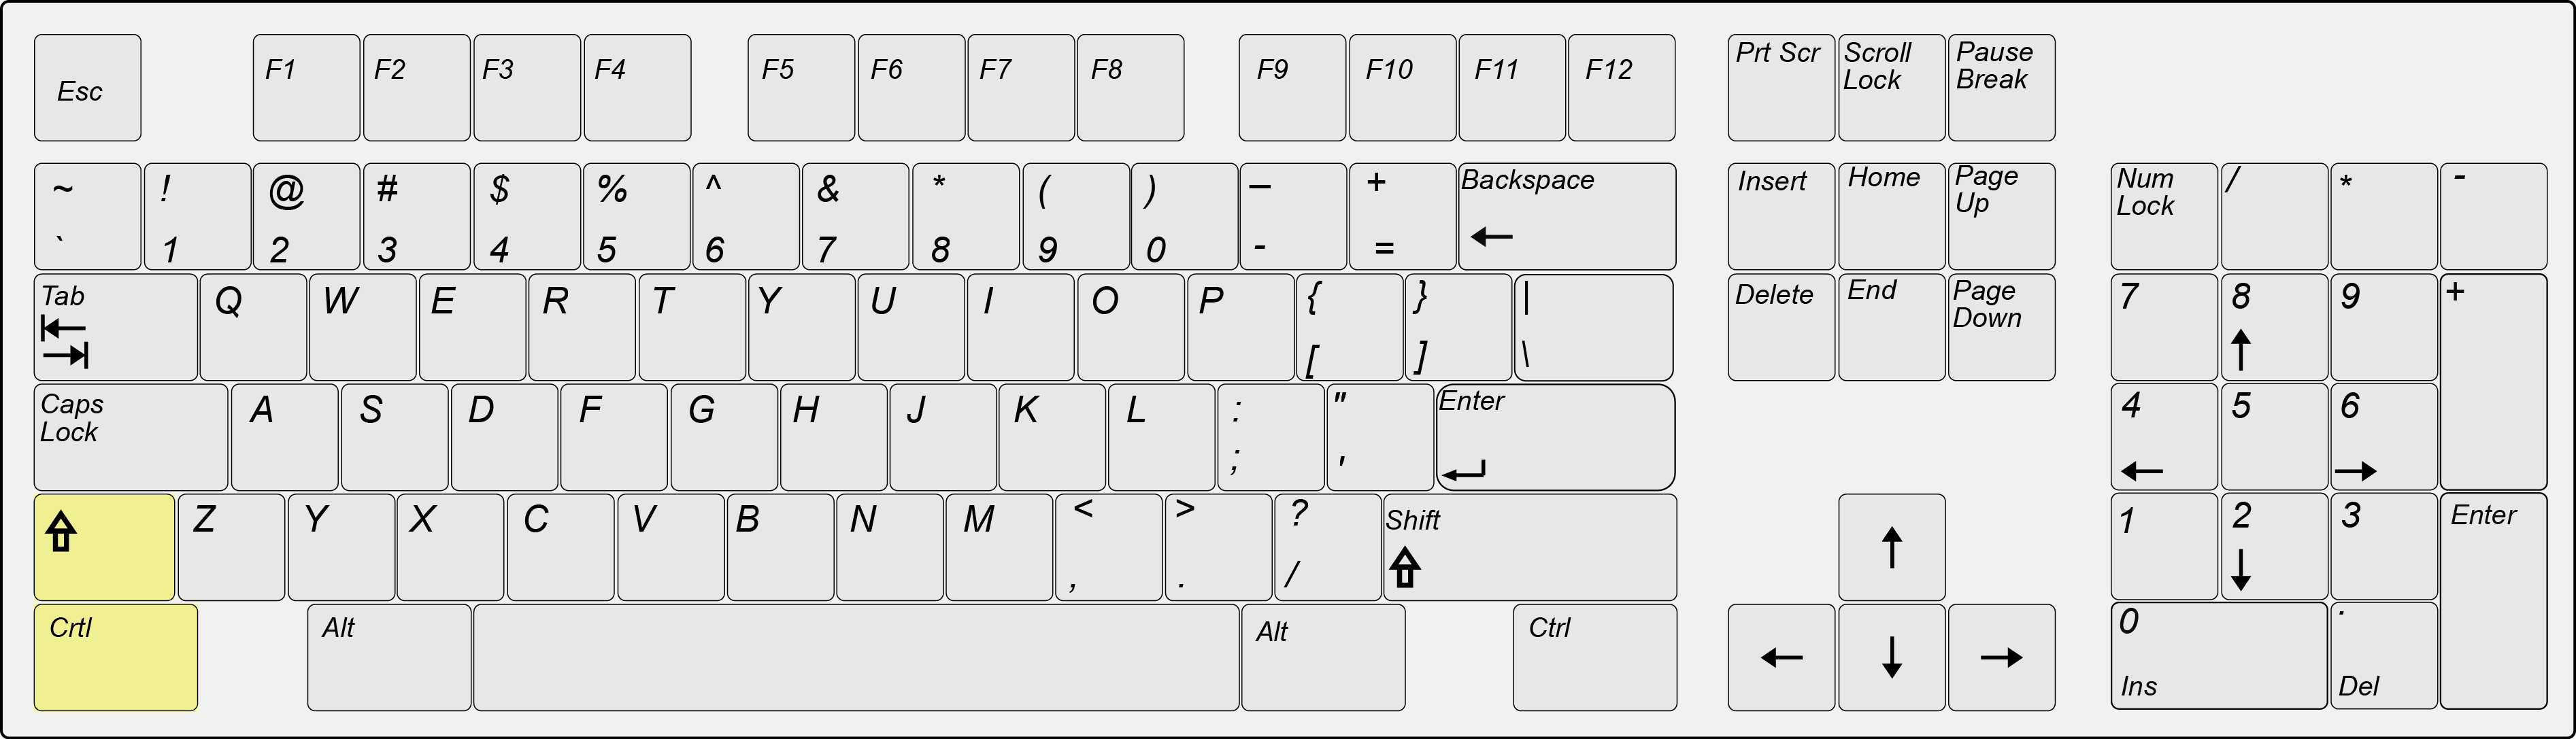 Esc F1 F2 F3 F4 F5 F6 F7 F8 F9 F10 F11 F12 Prt Scr Scroll Pause
Lock Break
~ ! @ # $ % ^ & * ( ) – + Backspace Insert Home Page Num / * -
Up Lock
` 1 2 3 4 5 6 7 8 9 0 - =
Tab Q W E R T Y U I O P { } | Delete End Page 7 8 9 +
Down
[ ] \
Caps A S D F G H J K L : " Enter 4 5 6
Lock
; '
Z Y X C V B N M < > ? Shift 1 2 3 Enter
, . /
Crtl Alt Alt Ctrl 0 .
Ins Del